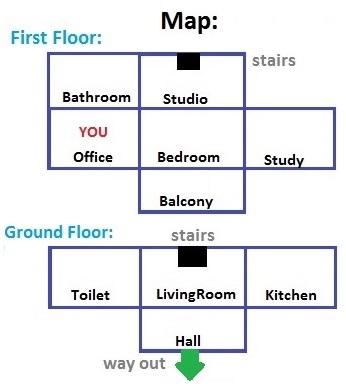 Map:
First Floor:
stairs
Bathroom
Studio
YOU
Office
Bedroom
Study
Balcony
Ground Floor:
stairs
Toilet
LivingRoom
Kitchen
Hall
way out